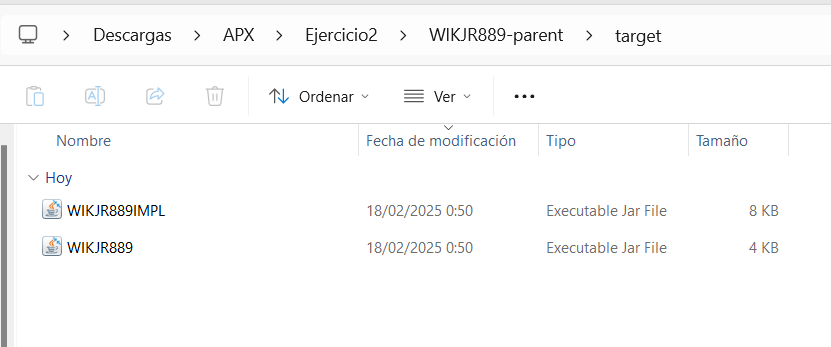 Descargas > APX > Ejercicio2 > WIKJR889-parent > target
Ordenar Ver
Nombre Fecha de modificación Tipo Tamaño
Hoy
WIKJR889IMPL 18/02/2025 0:50 Executable Jar File 8 KB
WIKJR889 18/02/2025 0:50 Executable Jar File 4 KB